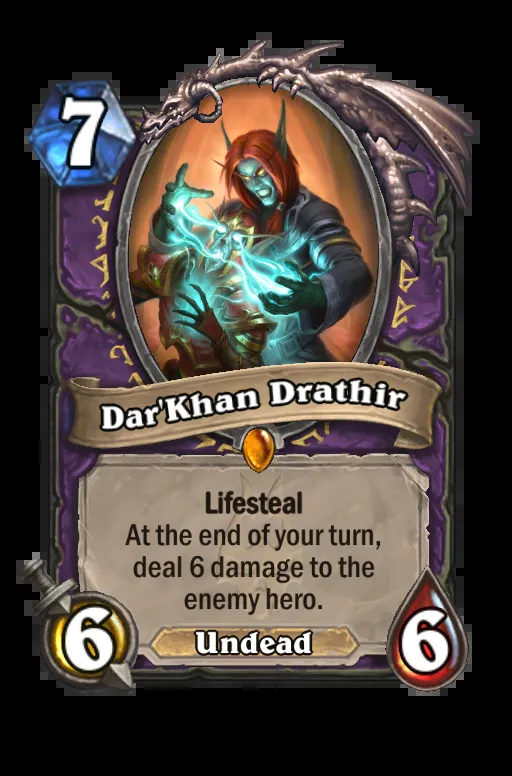 7
Dar'Khan Drathir
Lifesteal
At the end of your turn,
deal 6 damage to the
enemy hero.
6
Undead
6